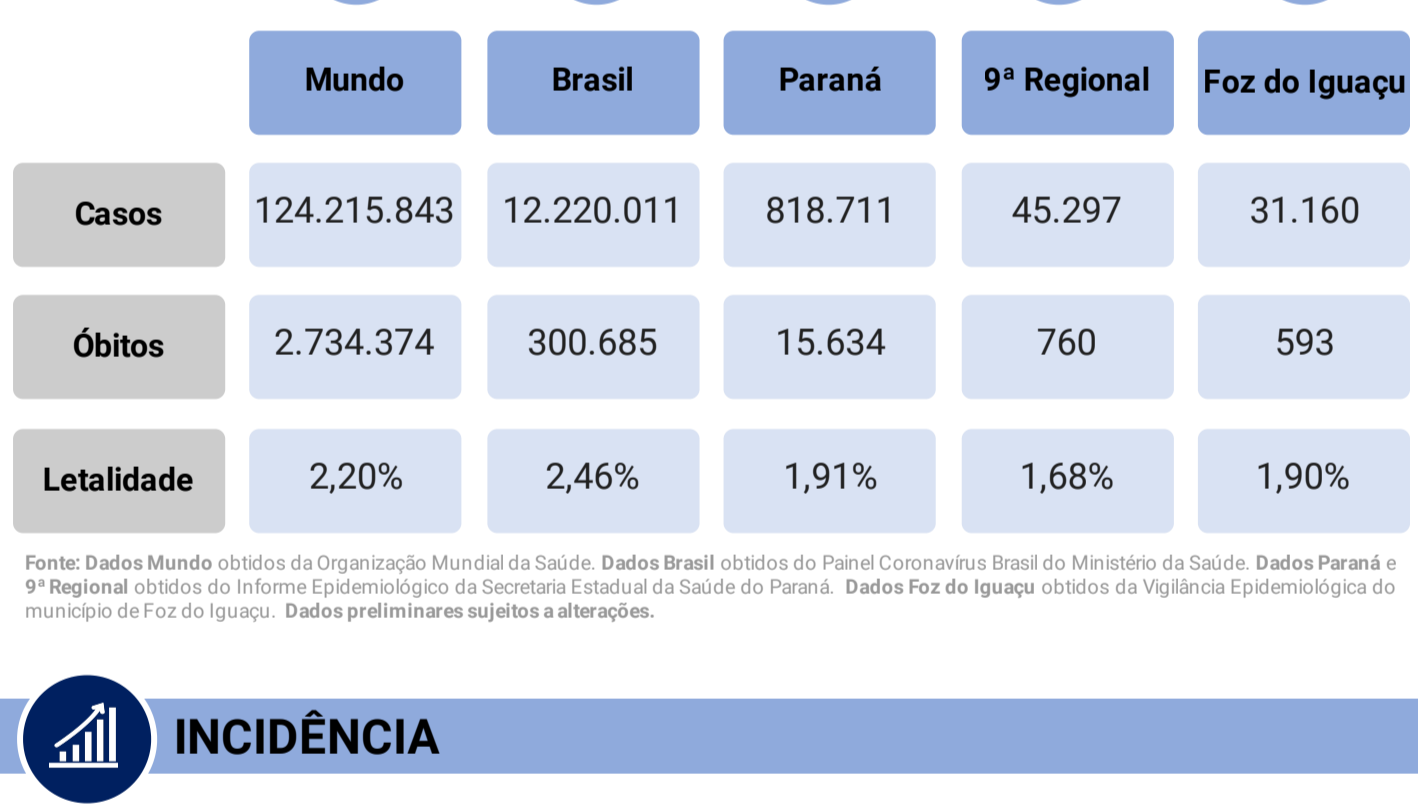 Mundo Brasil Paraná 9ª Regional Foz do Iguaçu
Casos 124.215.843 12.220.011 818.711 45.297 31.160
Óbitos 2.734.374 300.685 15.634 760 593
Letalidade 2,20% 2,46% 1,91% 1,68% 1,90%
Fonte: Dados Mundo obtidos da Organização Mundial da Saúde. Dados Brasil obtidos do Painel Coronavírus Brasil do Ministério da Saúde. Dados Paraná e
9ª Regional obtidos do Informe Epidemiológico da Secretaria Estadual da Saúde do Paraná. Dados Foz do Iguaçu obtidos da Vigilância Epidemiológica do
município de Foz do Iguaçu. Dados preliminares sujeitos a alterações.
INCIDÊNCIA